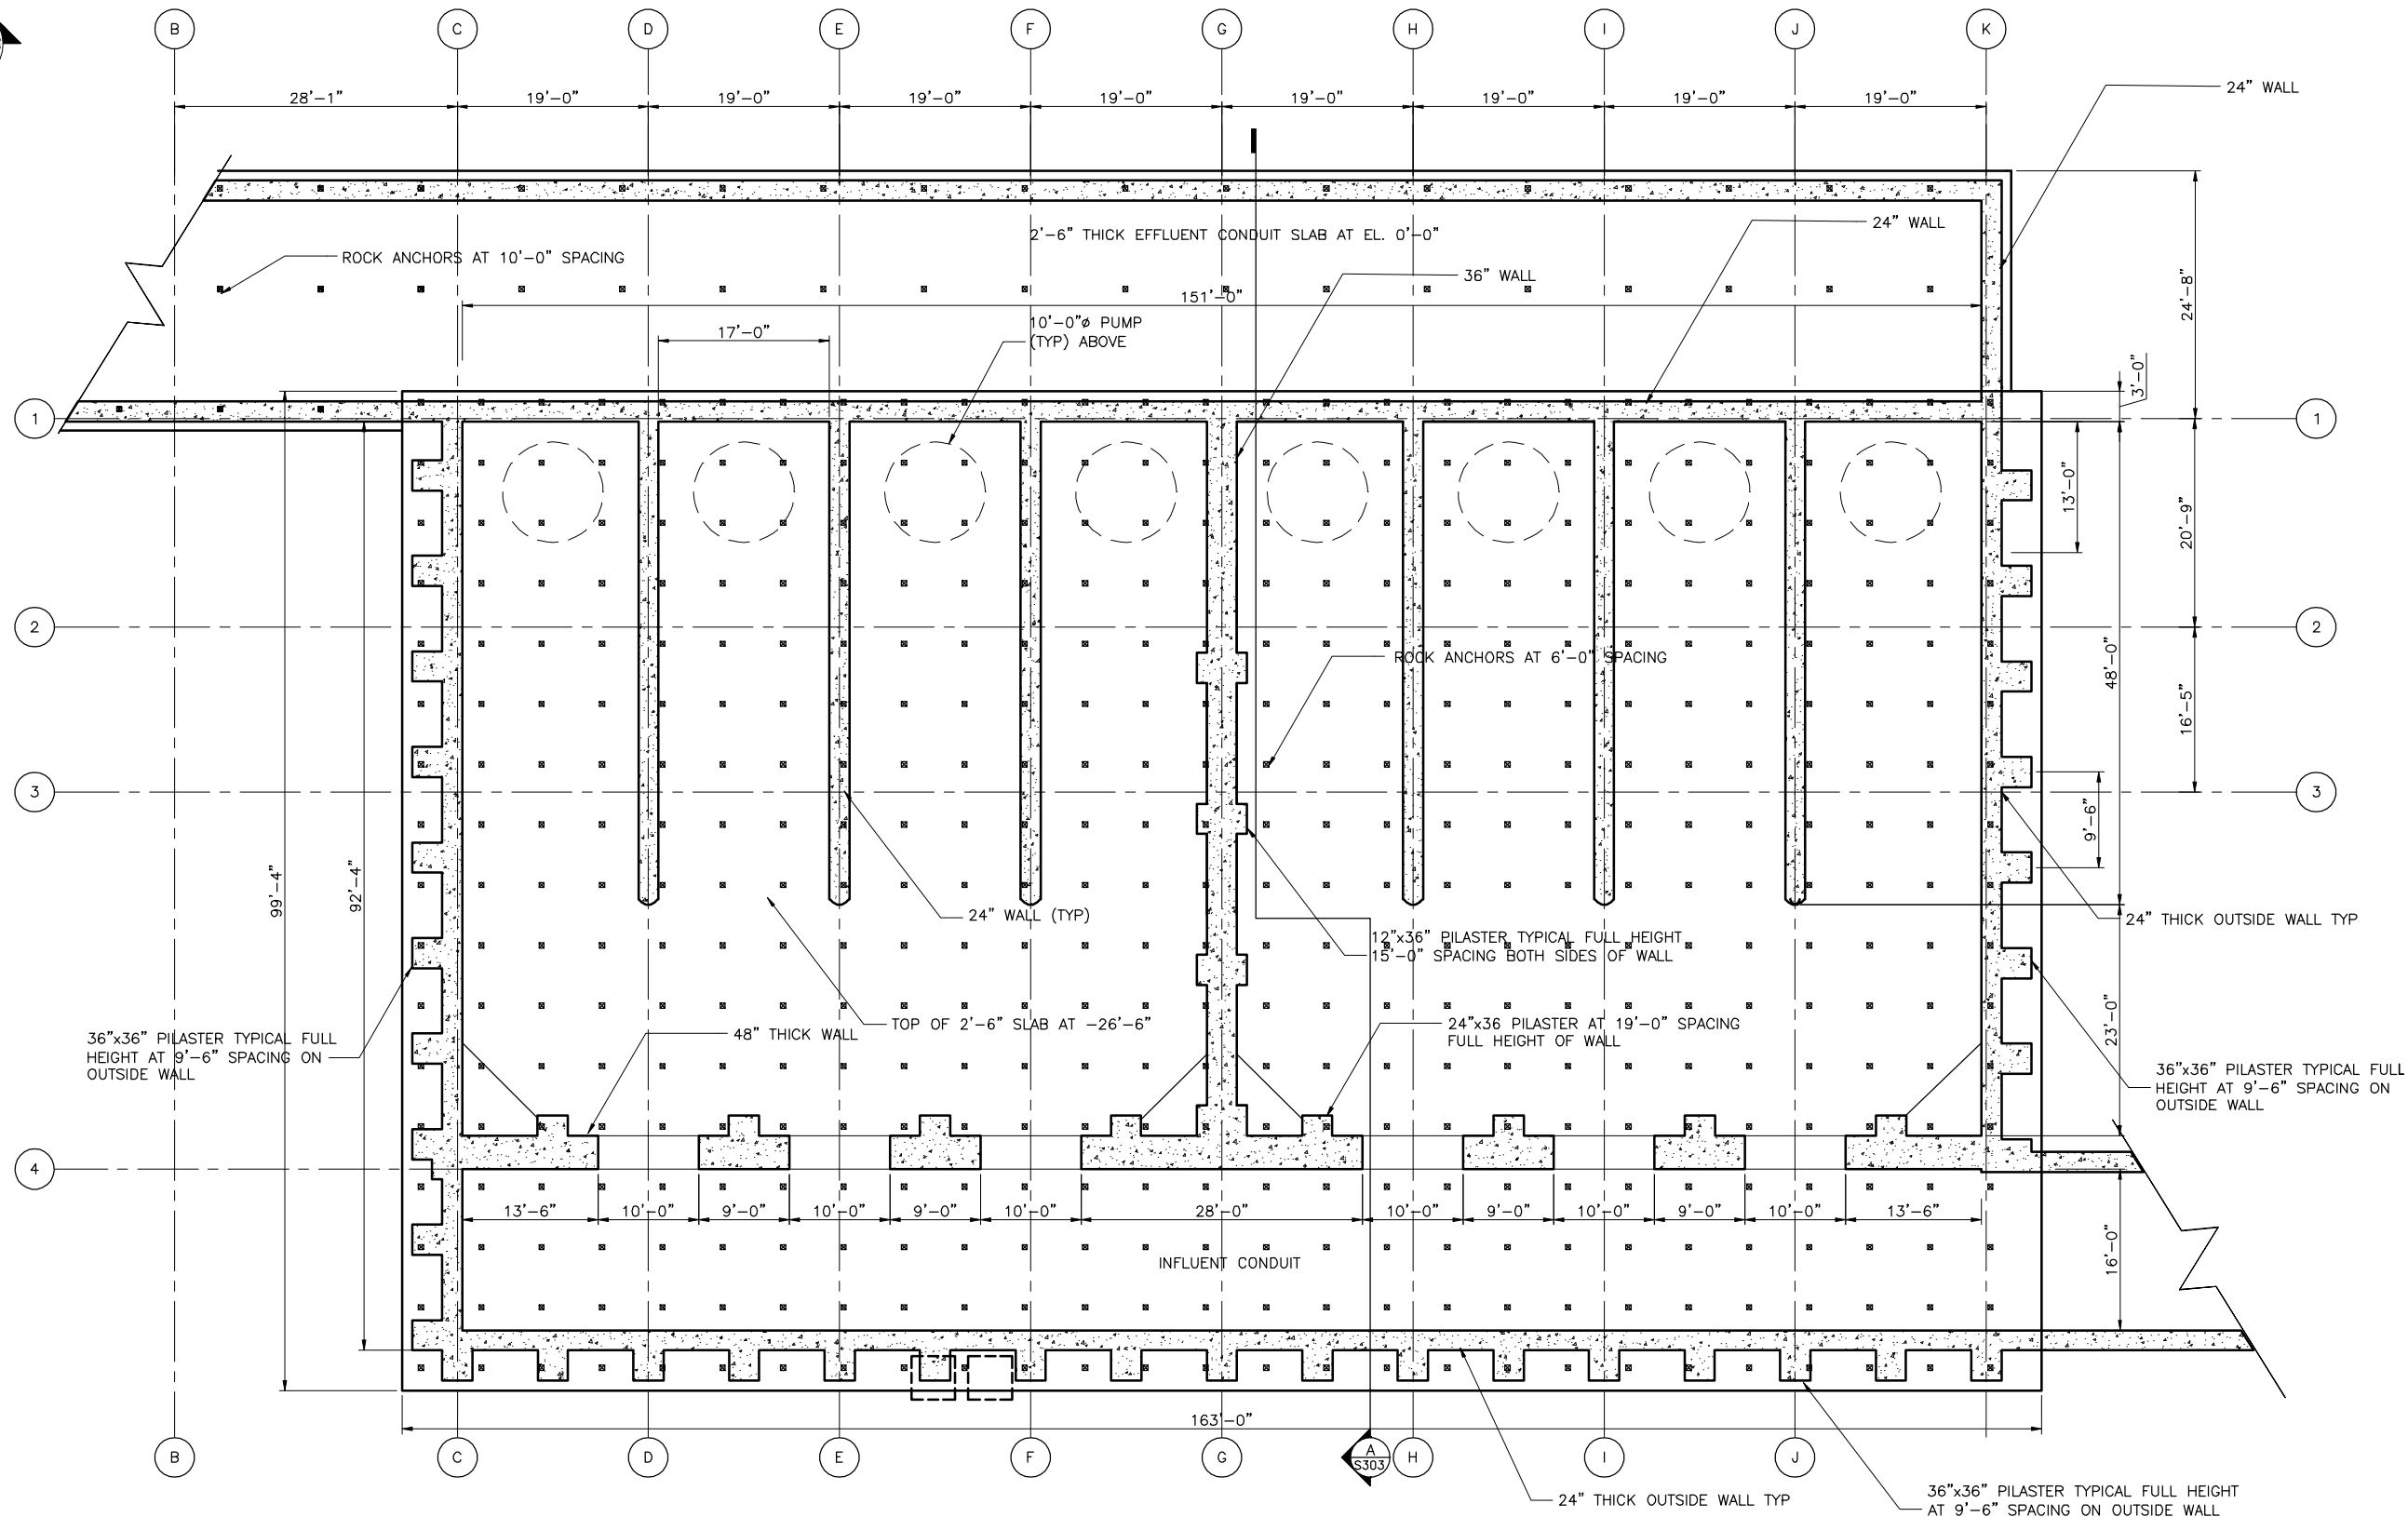 B C D E F G H I J K
28'-1" 19'-0" 19'-0" 19'-0" 19'-0" 19'-0" 19'-0" 19'-0" 19'-0"
24" WALL
24" WALL
2'-6" THICK EFFLUENT CONDUIT SLAB AT EL. 0'-0"
ROCK ANCHORS AT 10'-0" SPACING
36" WALL
151'-0"
24'-8"
10'-0"ø PUMP
(TYP) ABOVE
17'-0"
3'-0"
1 1
13'-0"
20'-9"
2 2
48'-0"
ROCK ANCHORS AT 6'-0" SPACING
16'-5"
3 3
9'-6"
99'-4"
92'-4"
24" WALL (TYP)
24" THICK OUTSIDE WALL TYP
12"x36" PILASTER TYPICAL FULL HEIGHT
15'-0" SPACING BOTH SIDES OF WALL
23'-0"
TOP OF 2'-6" SLAB AT -26'-6"
24"x36 PILASTER AT 19'-0" SPACING
FULL HEIGHT OF WALL
48" THICK WALL
36"x36" PILASTER TYPICAL FULL
HEIGHT AT 9'-6" SPACING ON
OUTSIDE WALL
36"x36" PILASTER TYPICAL FULL
HEIGHT AT 9'-6" SPACING ON
OUTSIDE WALL
4
13'-6" 10'-0" 9'-0" 10'-0" 9'-0" 10'-0" 28'-0" 10'-0" 9'-0" 10'-0" 9'-0" 10'-0" 13'-6"
16'-0"
INFLUENT CONDUIT
163'-0"
B C D E F G H I J
A
S303
24" THICK OUTSIDE WALL TYP
36"x36" PILASTER TYPICAL FULL HEIGHT
AT 9'-6" SPACING ON OUTSIDE WALL